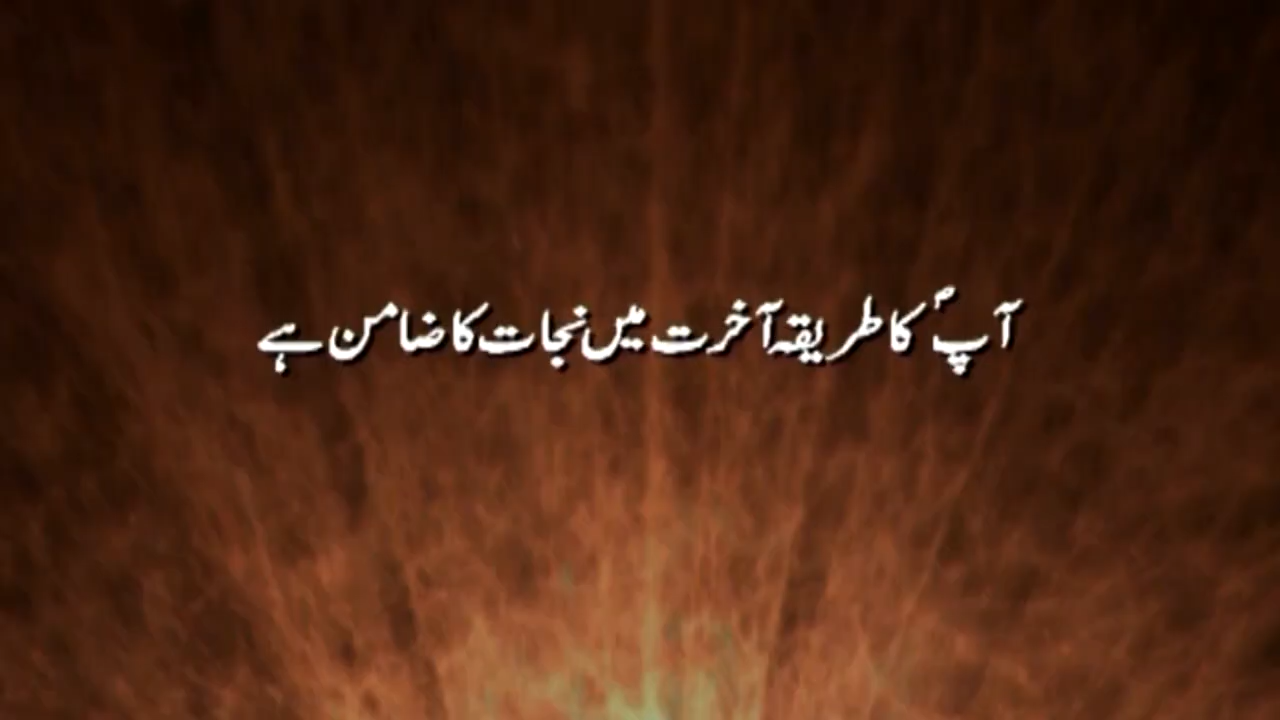 آپؐ کا طریقہ آخرت میں نجات کا ضامن ہے